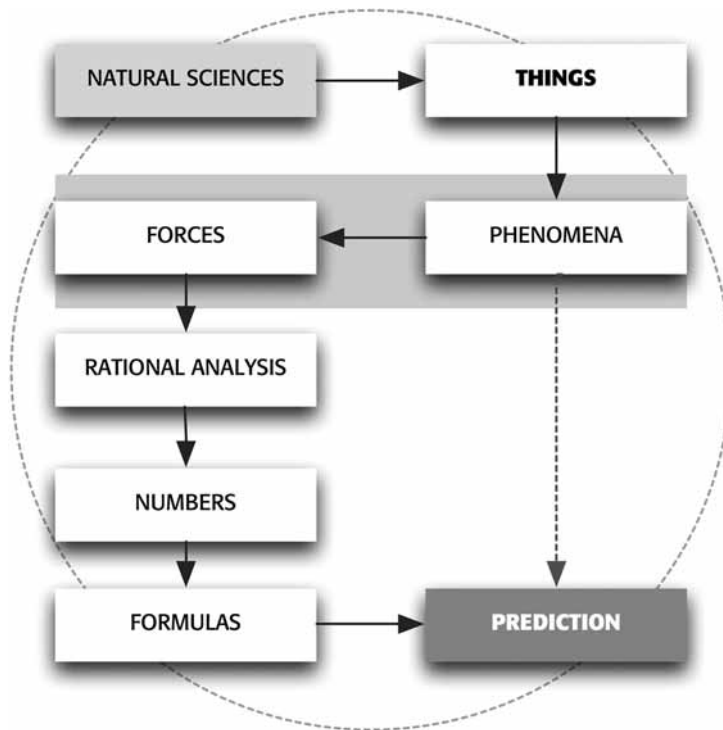 NATURAL SCIENCES
THINGS
FORCES
PHENOMENA
RATIONAL ANALYSIS
NUMBERS
FORMULAS
PREDICTION